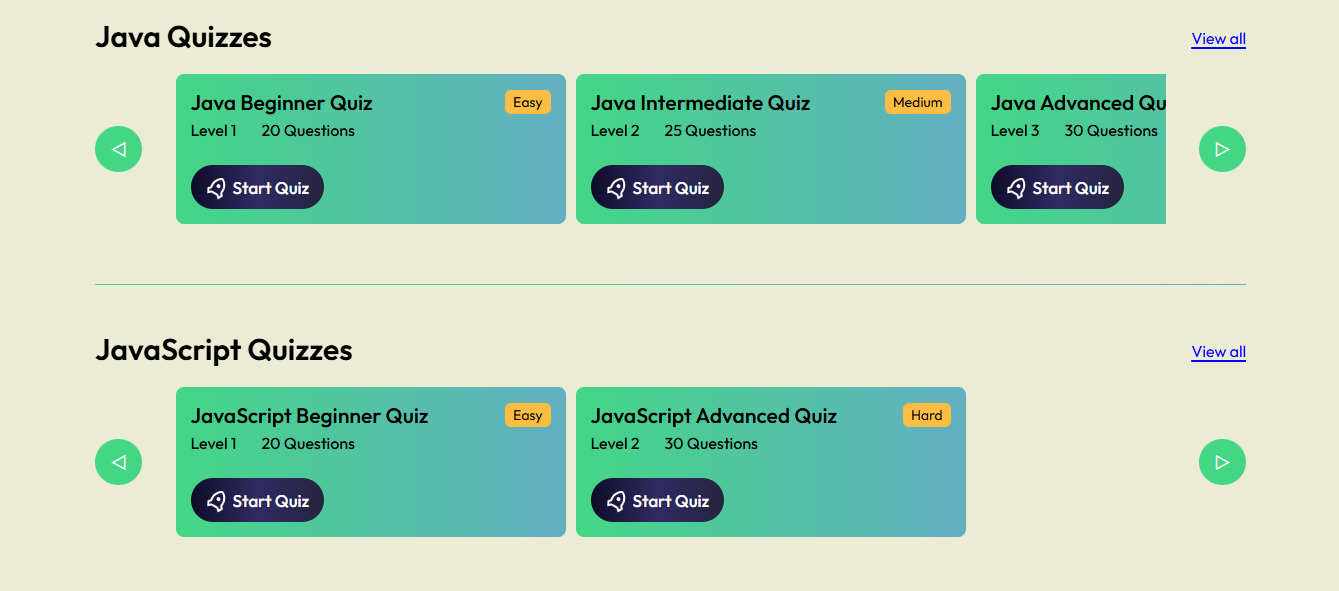 Java Quizzes
View all
Java Beginner Quiz
Easy
Level 1 20 Questions
Start Quiz
Java Intermediate Quiz
Medium
Level 2 25 Questions
Start Quiz
Java Advanced Qu
Level 3 30 Questions
Start Quiz
JavaScript Quizzes
View all
JavaScript Beginner Quiz
Easy
Level 1 20 Questions
Start Quiz
JavaScript Advanced Quiz
Hard
Level 2 30 Questions
Start Quiz